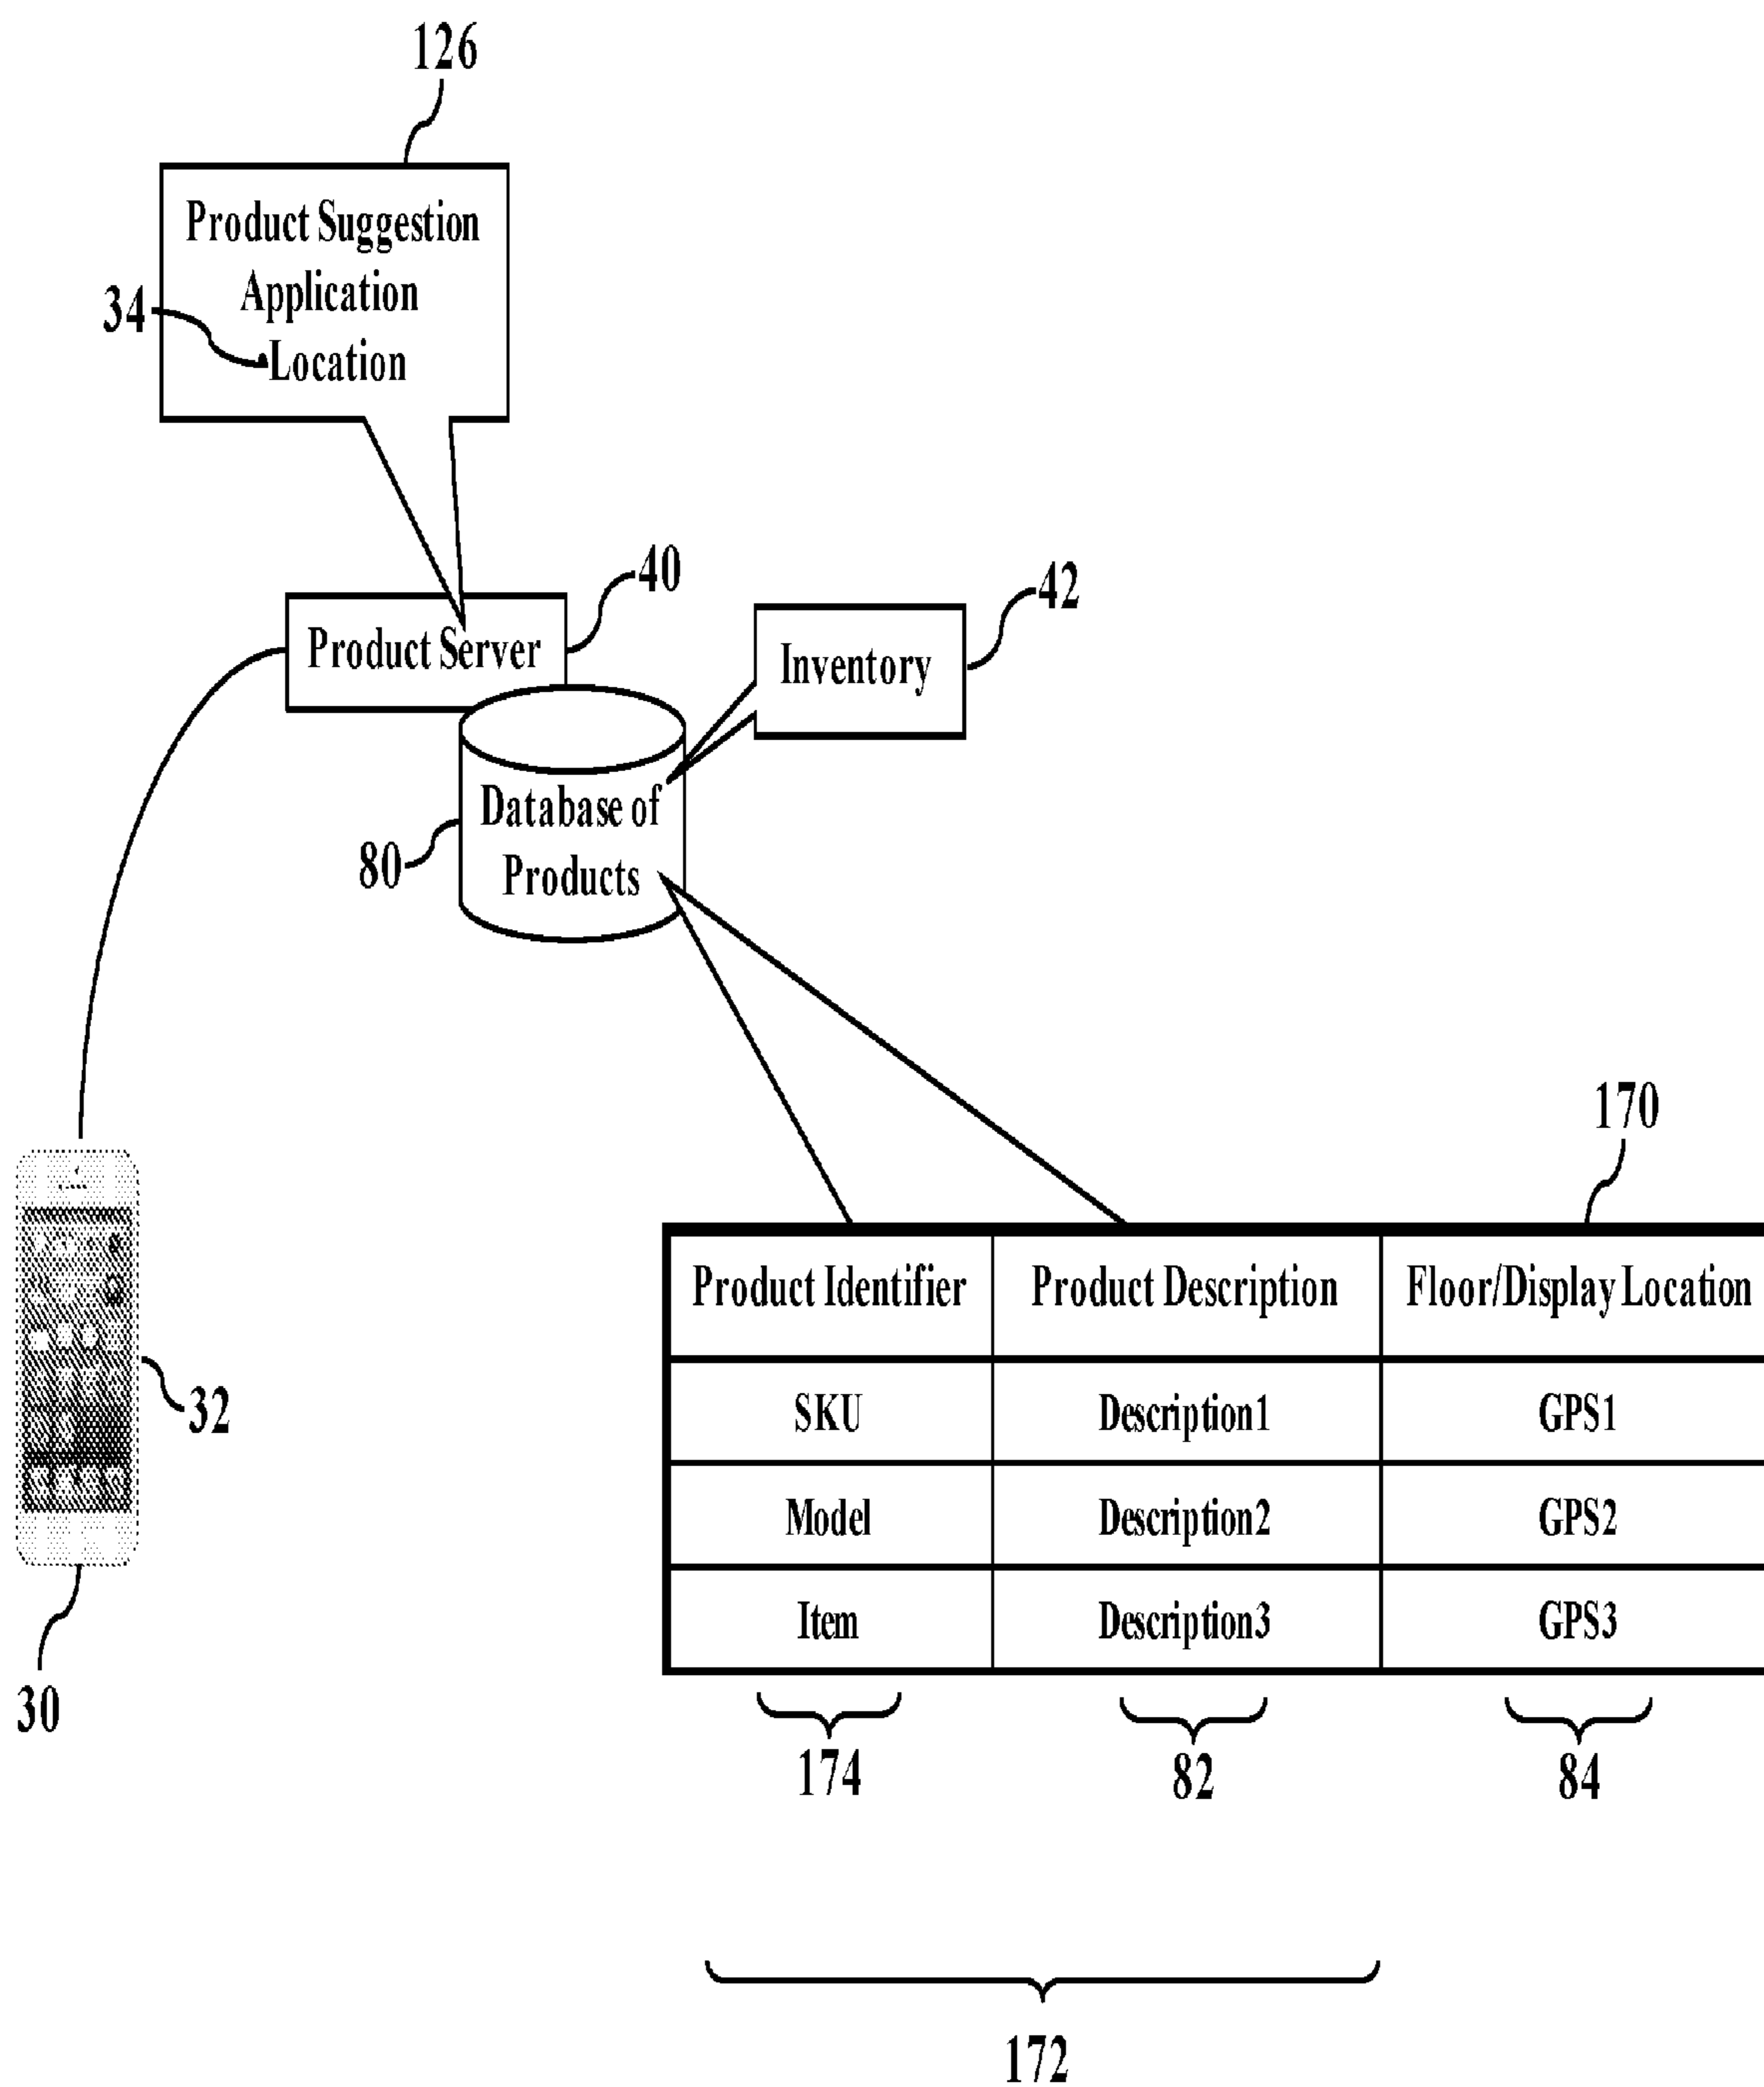 126
Product Suggestion
Application
34
Location
40
Product Server
42
Inventory
Database of
80
Products
170
Product Identifier Product Description Floor/Display Location
32
SKU Description1 GPS1
Model Description2 GPS2
Item Description3 GPS3
30
174 82 84
172